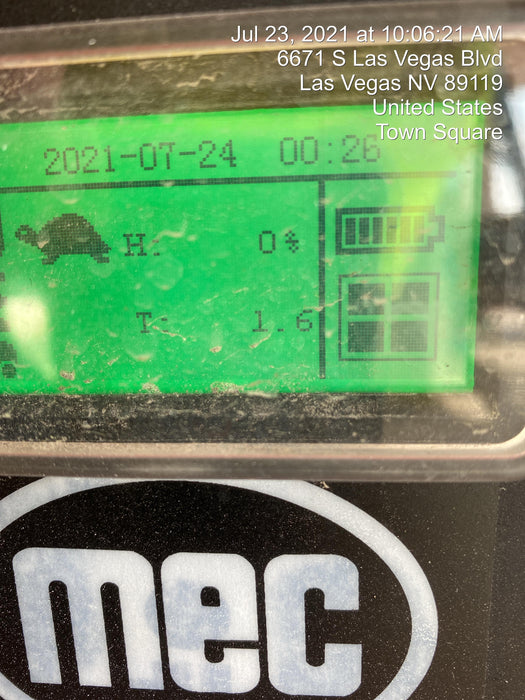 Jul 23, 2021 at 10:06:21 AM
6671 S Las Vegas Blvd
Las Vegas NV 89119
United States
Town Square
2021-07-24 00:26
H: 0%
T: 1.6
mec